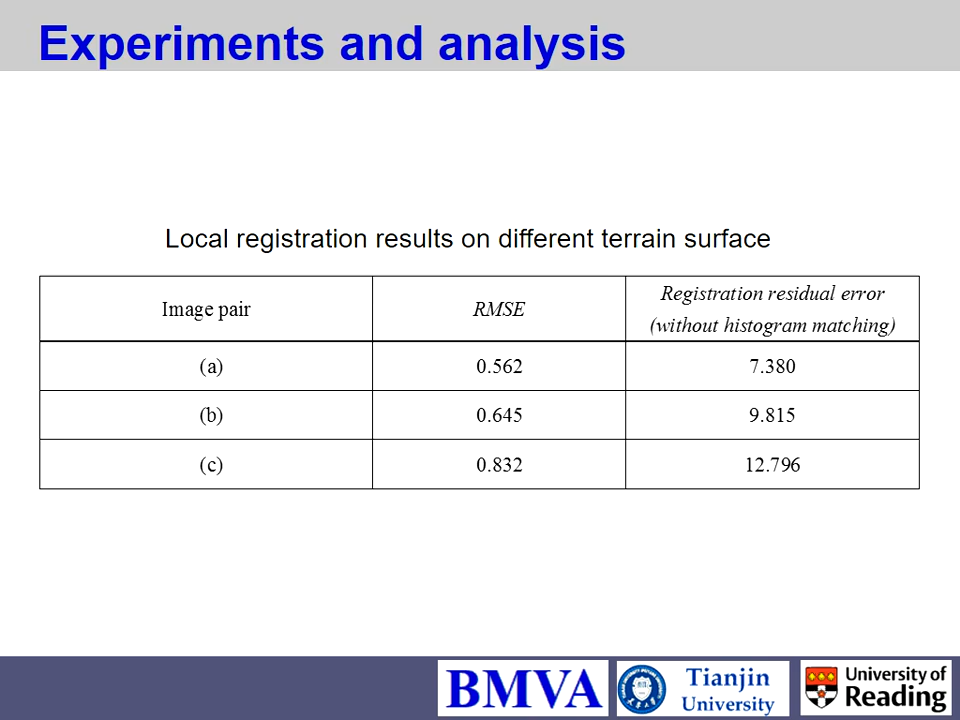 Experiments and analysis
Local registration results on different terrain surface
Image pair
RMSE
Registration residual error
(without histogram matching)
(a)
0.562
7.380
(b)
0.645
9.815
(c)
0.832
12.796
BMVA
Tianjin
University
University of
Reading